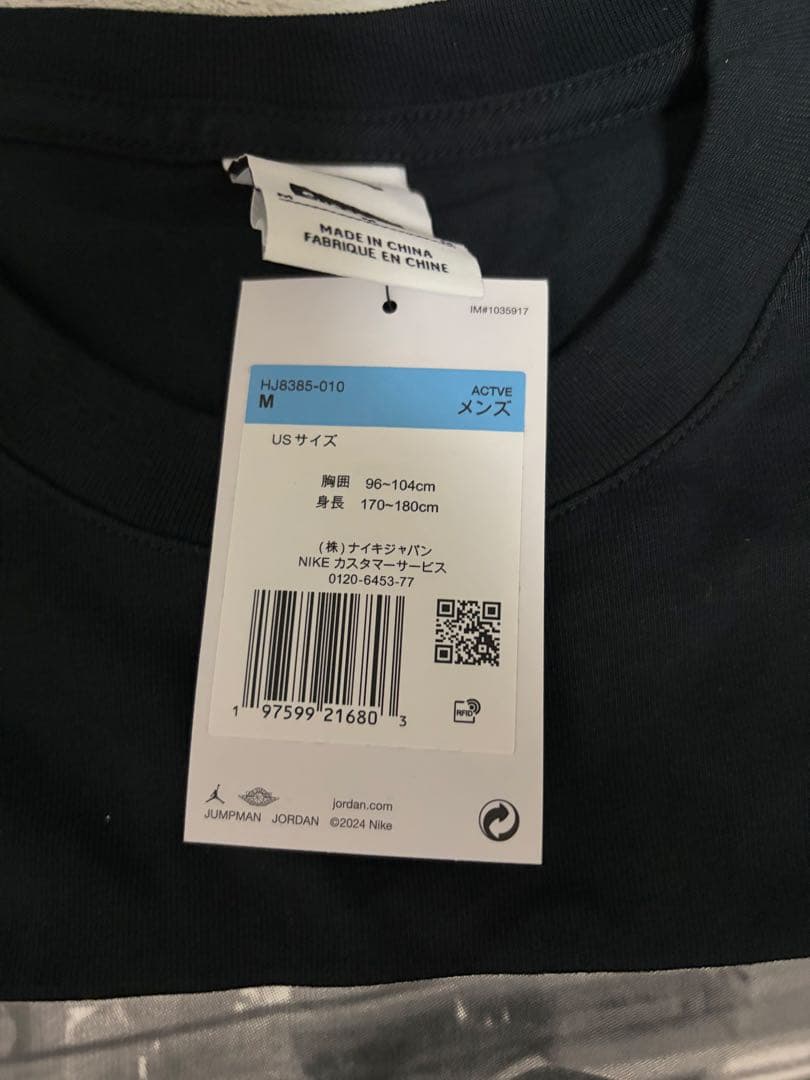 MADE IN CHINA
FABRIQUE EN CHINE
IM#1035917
HJ8385-010
ACTVE
M
メンズ
USサイズ
胸囲 96~104cm
身長 170~180cm
(株)ナイキジャパン
NIKE カスタマーサービス
0120-6453-77
1 97599 21680 3
RFID
jordan.com
JUMPMAN JORDAN ©2024 Nike